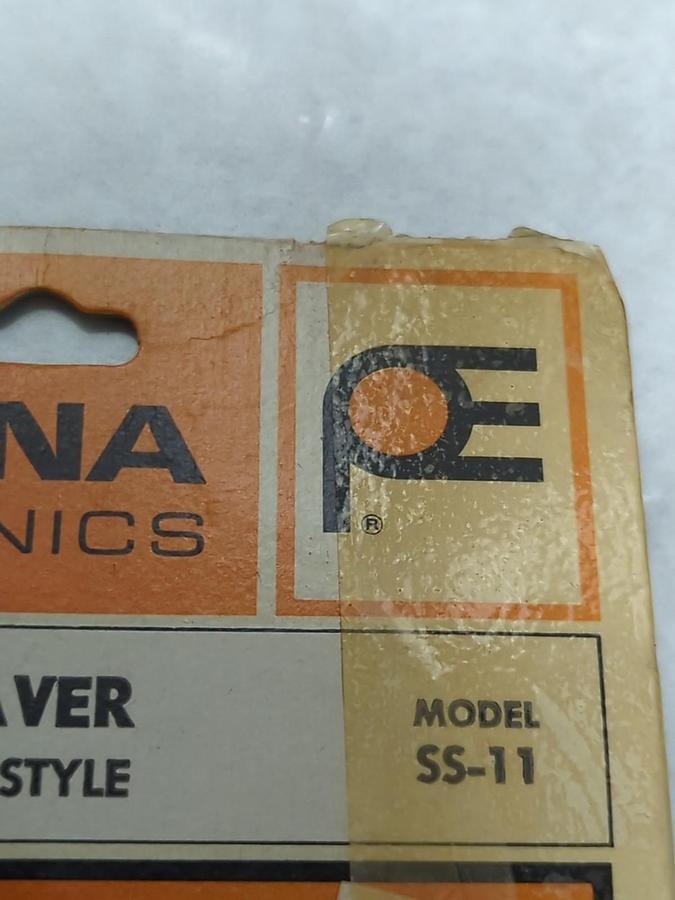 NA
NICS
PE
®
AVER
STYLE
MODEL
SS-11